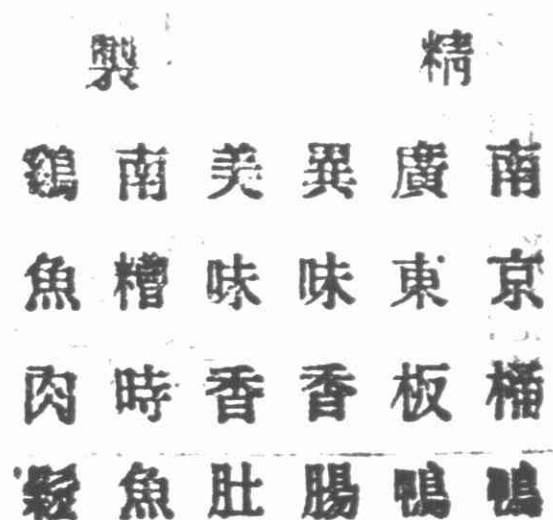 精製
南京桶鴨
廣東板鴨
異味香腸
美味香肚
南糟時魚
鷄魚肉鬆